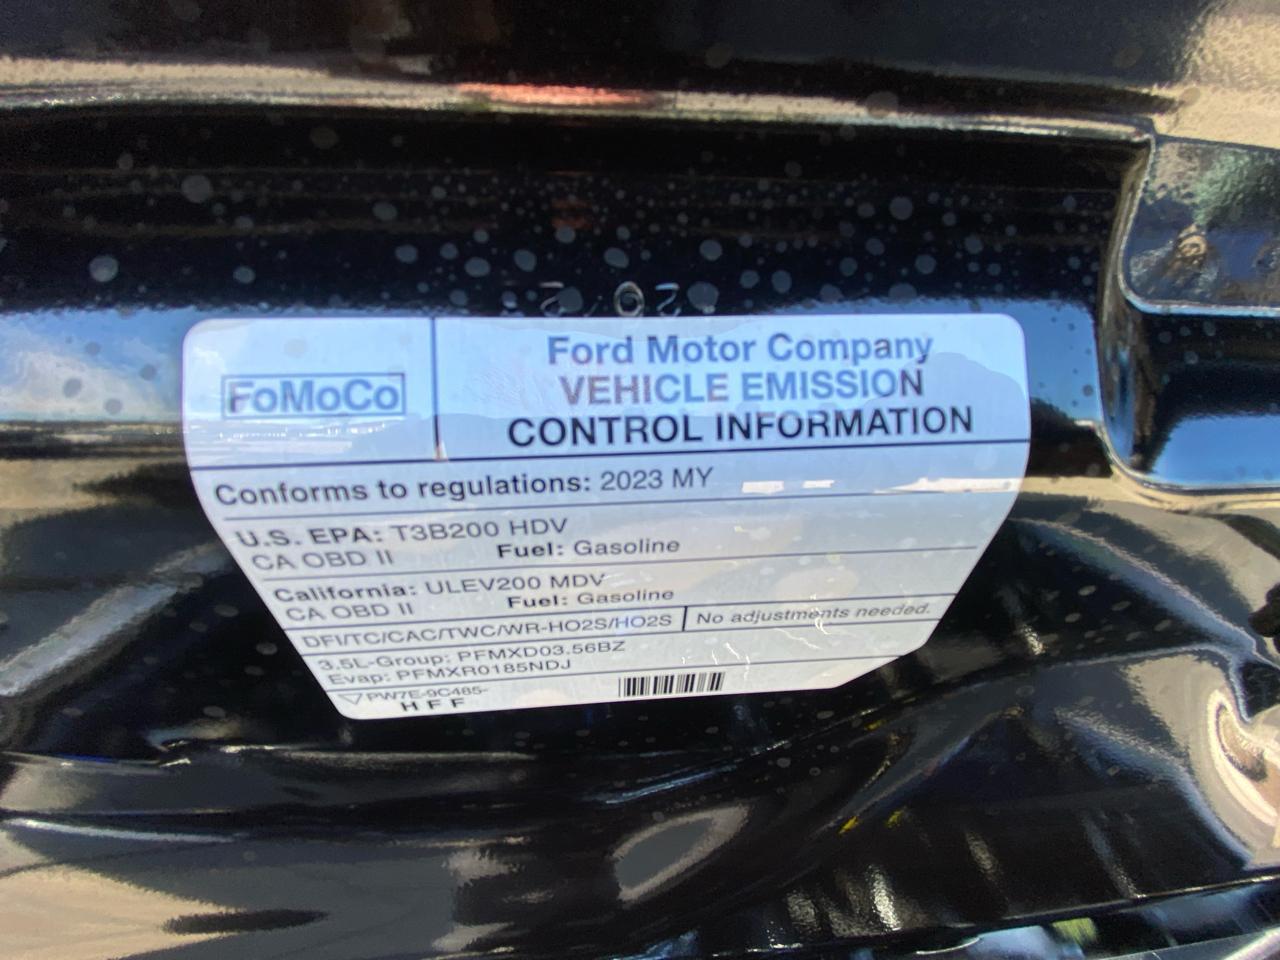 FoMoCo
Ford Motor Company
VEHICLE EMISSION
CONTROL INFORMATION
Conforms to regulations: 2023 MY
U.S. EPA: T3B200 HDV
CA OBD II Fuel: Gasoline
California: ULEV200 MDV
CA OBD II Fuel: Gasoline
DFI/TC/CAC/TWC/WR-HO2S/HO2S No adjustments needed.
3.5L-Group: PFMXD03.56BZ
Evap: PFMXR0185NDJ
PW7E-9C485-
H F F